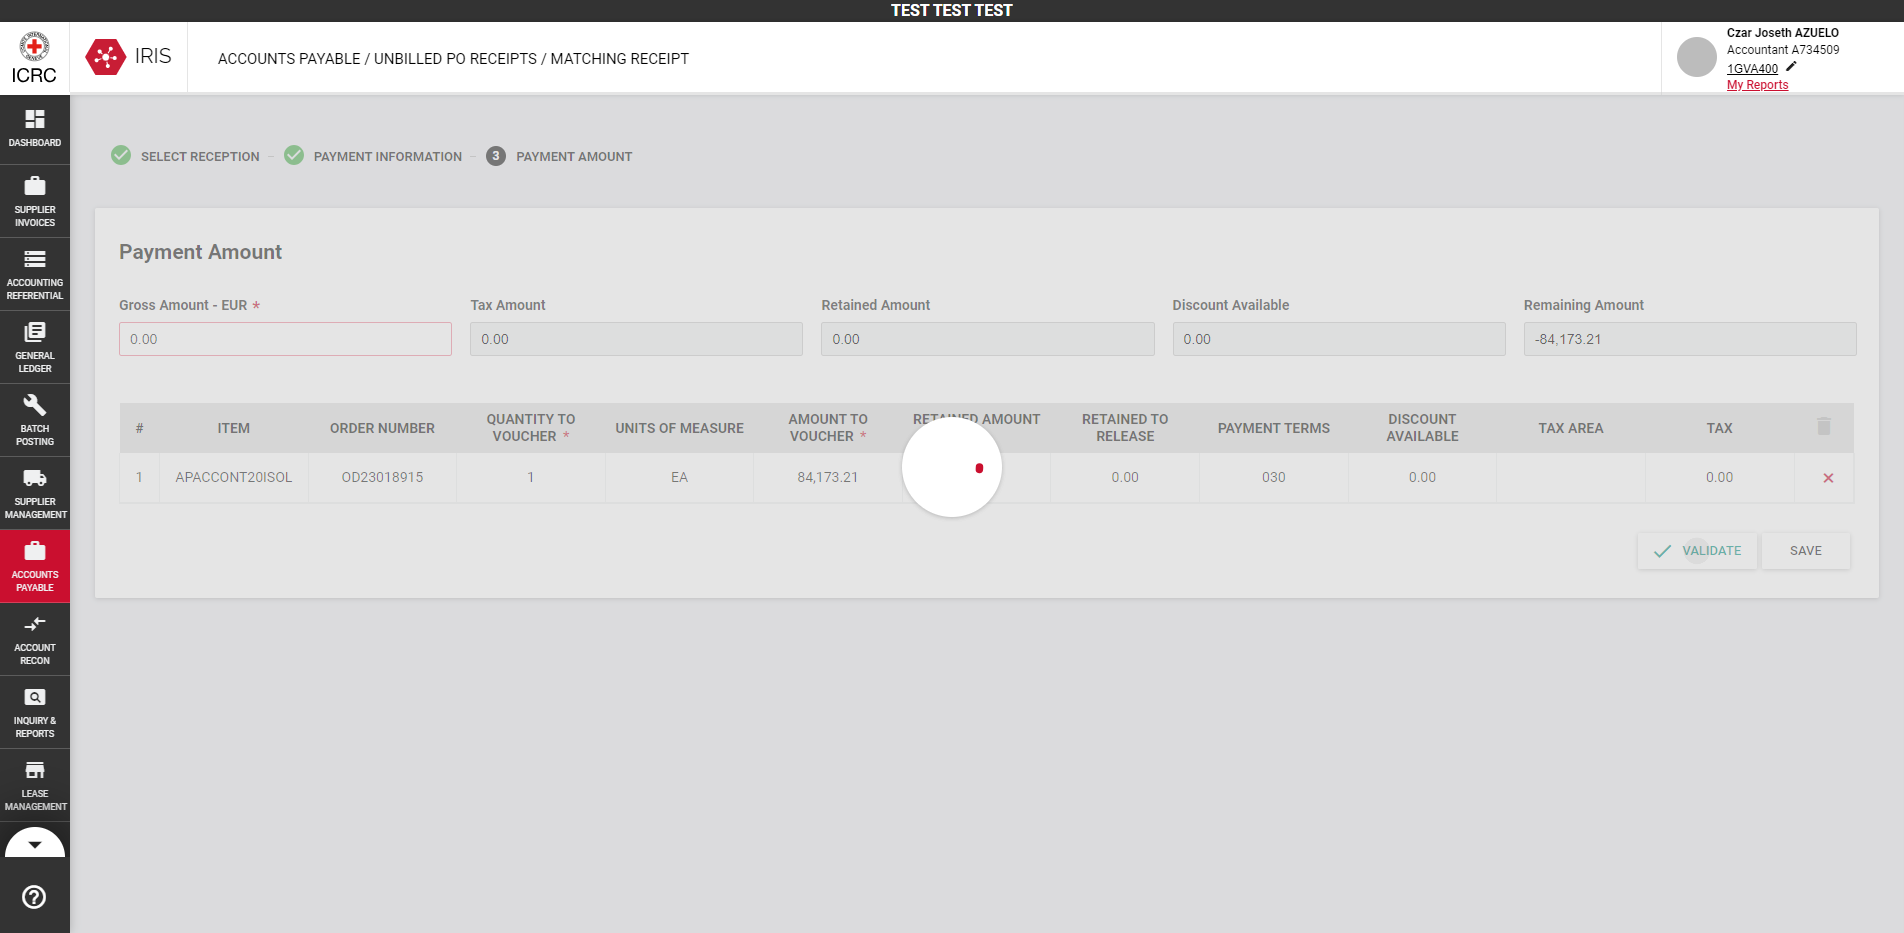 TEST TEST TEST
ICRC
IRIS
ACCOUNTS PAYABLE / UNBILLED PO RECEIPTS / MATCHING RECEIPT
Czar Joseth AZUELO
Accountant A734509
1GVA400
My Reports
DASHBOARD
SUPPLIER
INVOICES
ACCOUNTING
REFERENTIAL
GENERAL
LEDGER
BATCH
POSTING
SUPPLIER
MANAGEMENT
ACCOUNTS
PAYABLE
ACCOUNT
RECON
INQUIRY &
REPORTS
LEASE
MANAGEMENT
SELECT RECEPTION – PAYMENT INFORMATION – 3 PAYMENT AMOUNT
Payment Amount
Gross Amount - EUR * Tax Amount Retained Amount Discount Available Remaining Amount
0.00 0.00 0.00 0.00 -84,173.21
# ITEM ORDER NUMBER QUANTITY TO VOUCHER * UNITS OF MEASURE AMOUNT TO VOUCHER * RETAINED AMOUNT RETAINED TO RELEASE PAYMENT TERMS DISCOUNT AVAILABLE TAX AREA TAX
1 APACCONT20ISOL OD23018915 1 EA 84,173.21 0.00 030 0.00 0.00
VALIDATE SAVE